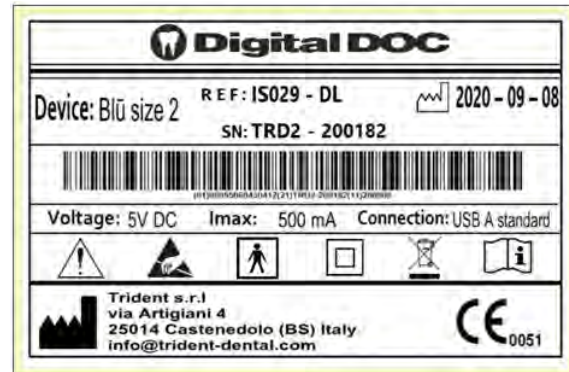 Digital DOC
Device: Blū size 2
REF: IS029 - DL
2020 - 09 - 08
SN: TRD2 - 200182
Voltage: 5V DC Imax: 500 mA Connection: USB A standard
Trident s.r.l
via Artigiani 4
25014 Castenedolo (BS) Italy
info@trident-dental.com
CE 0051